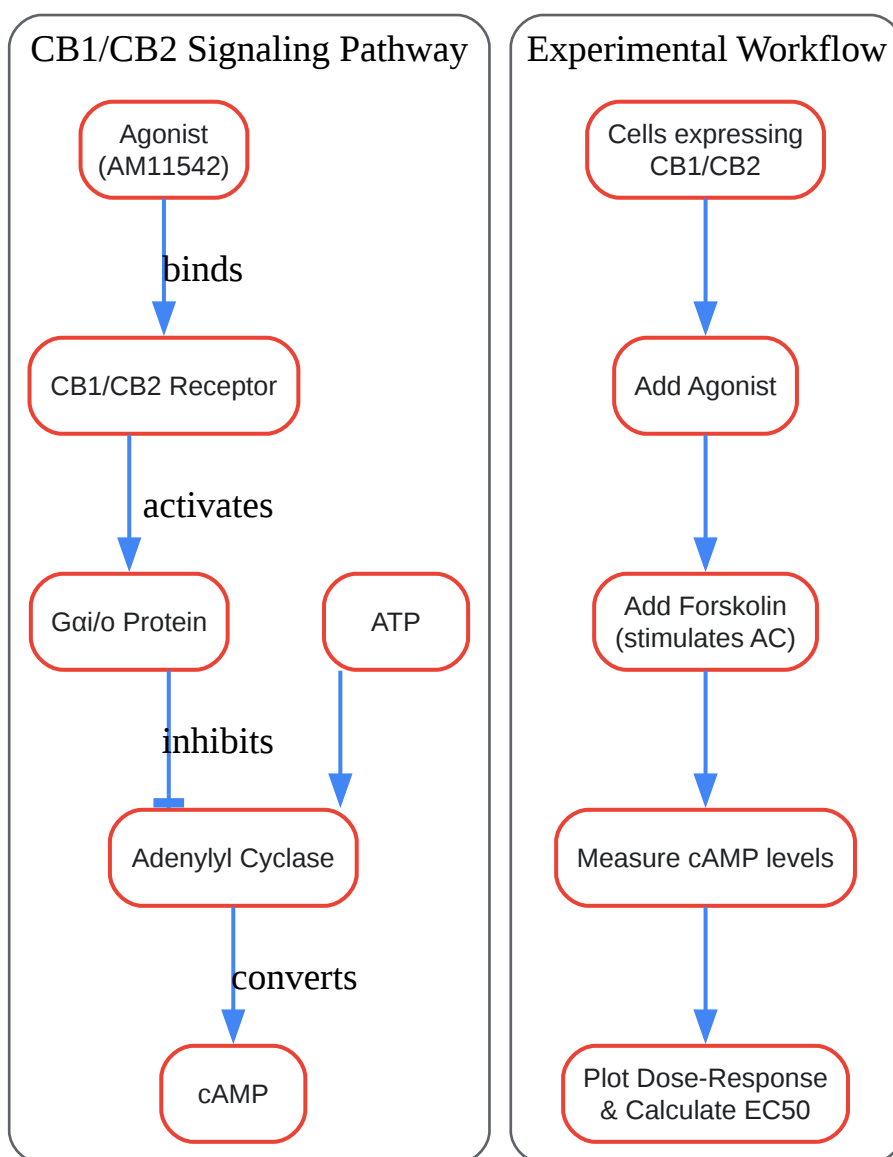 CB1/CB2 Signaling Pathway
Agonist
(AM11542)
binds
CB1/CB2 Receptor
activates
Gαi/o Protein
ATP
inhibits
Adenylyl Cyclase
converts
cAMP
Experimental Workflow
Cells expressing
CB1/CB2
Add Agonist
Add Forskolin
(stimulates AC)
Measure cAMP levels
Plot Dose-Response
& Calculate EC50